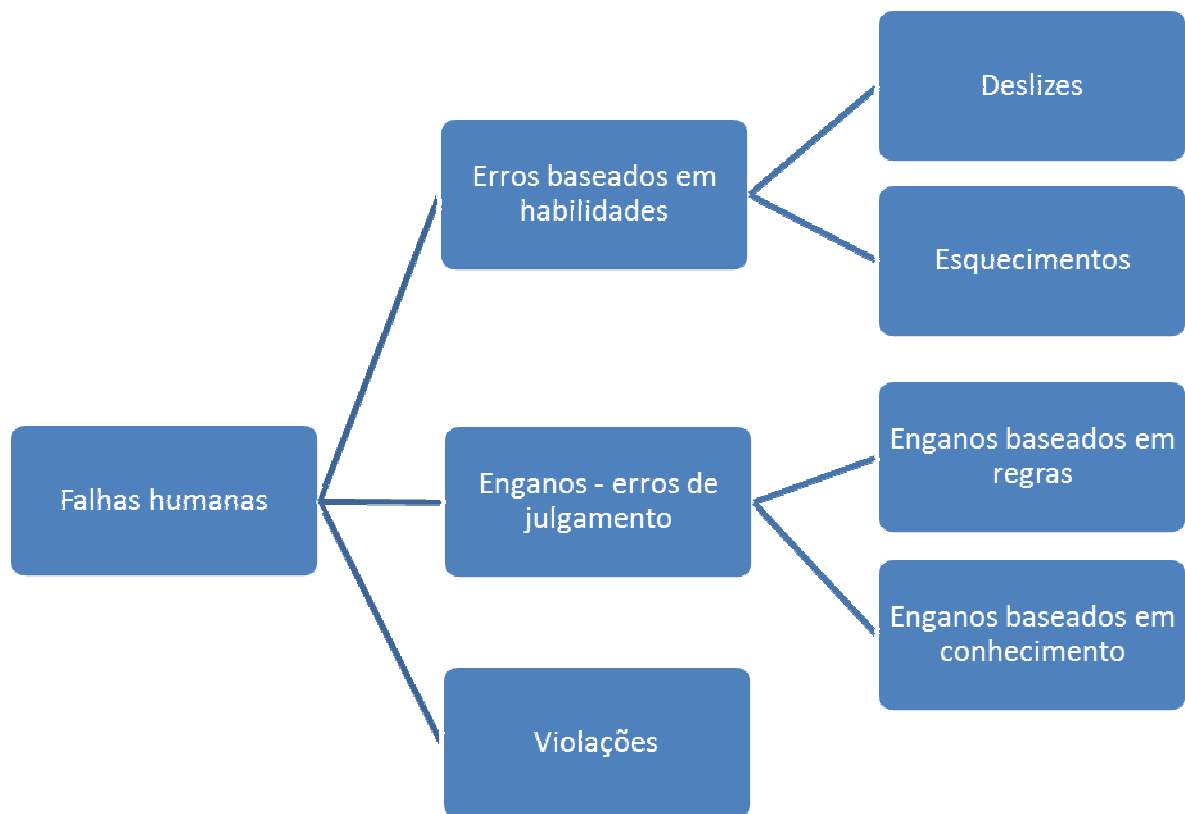 Falhas humanas
Erros baseados em
habilidades
Deslizes
Esquecimentos
Enganos - erros de
julgamento
Enganos baseados em
regras
Enganos baseados em
conhecimento
Violações